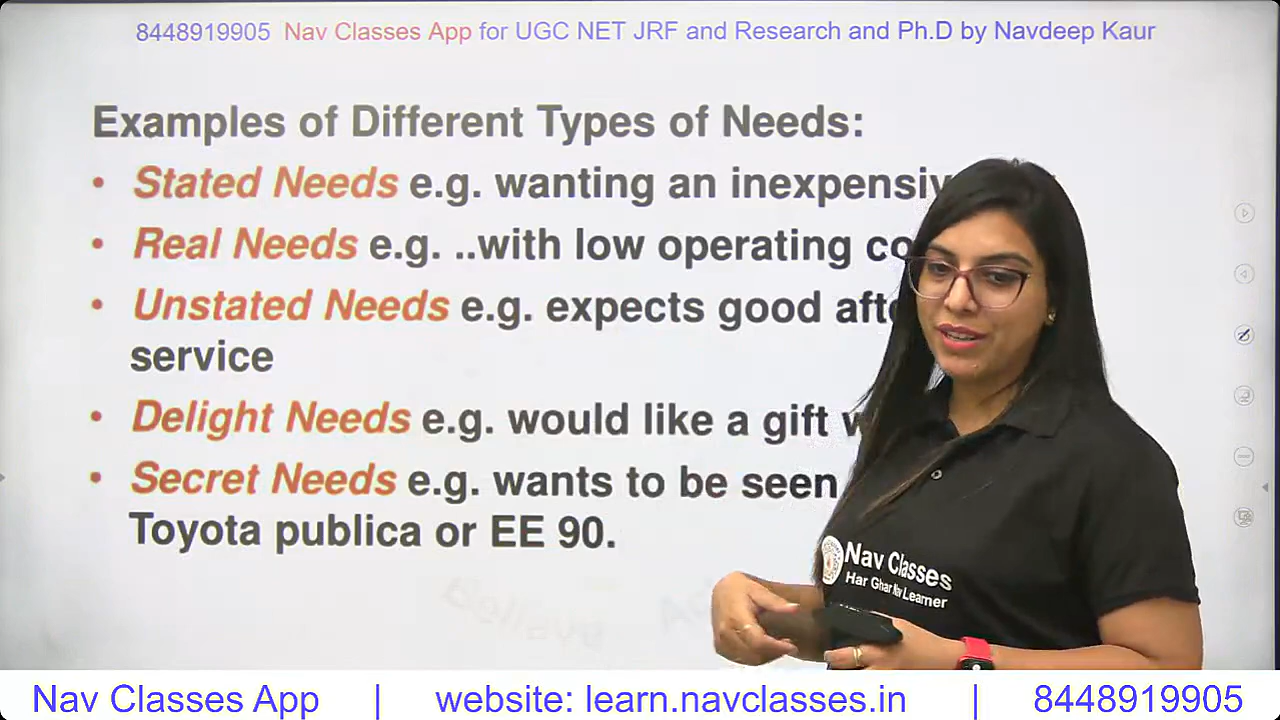 8448919905 Nav Classes App for UGC NET JRF and Research and Ph.D by Navdeep Kaur
Examples of Different Types of Needs:
• Stated Needs e.g. wanting an
• Real Needs e.g. ..with low operating
• Unstated Needs e.g. expects good
service
• Delight Needs e.g. would like a gift
• Secret Needs e.g. wants to be seen
Toyota publica or EE 90.
Nav Classes
Har Ghar Nav Learner
Nav Classes App | website: learn.navclasses.in | 8448919905